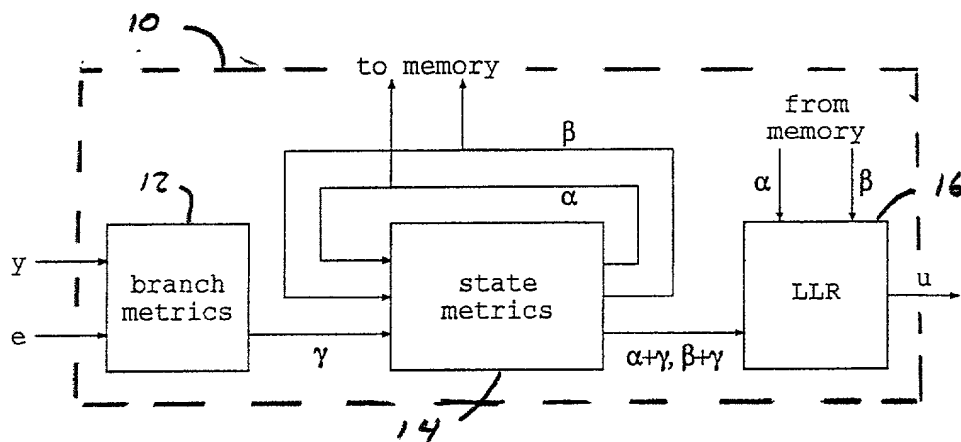 10
to memory
from
memory
β
α
α
β
12
16
y
e
branch
metrics
state
metrics
LLR
u
γ
α+γ, β+γ
14